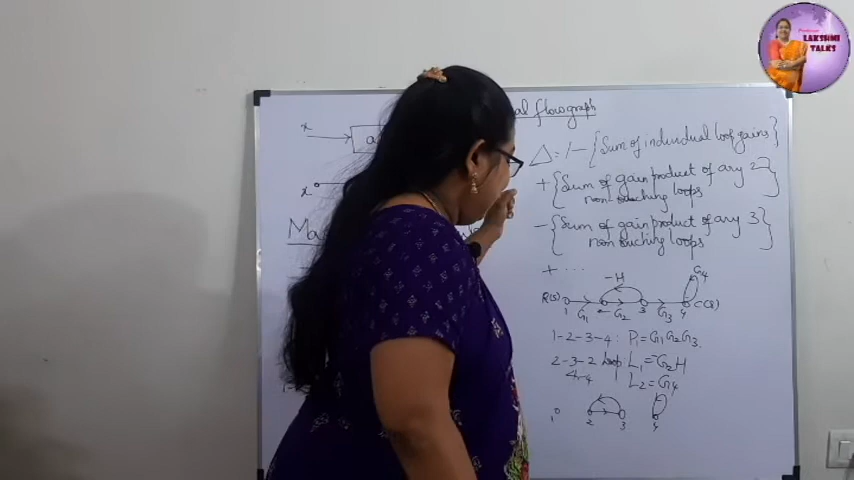 Professor
LAKSHMI
TALKS
al flowgraph
x
a
x
Ma
Δ = 1 - {Sum of individual loop gains}
+ {Sum of gain product of any 2
non touching loops}
- {Sum of gain product of any 3
non touching loops}
+ ...
-H
G4
R(S) 1 G1 G2 3 G3 4 C(S)
1-2-3-4: P1 = G1G2G3.
2-3-2 loop L1 = -G2H
4-4 L2 = G4
1 2 3 4